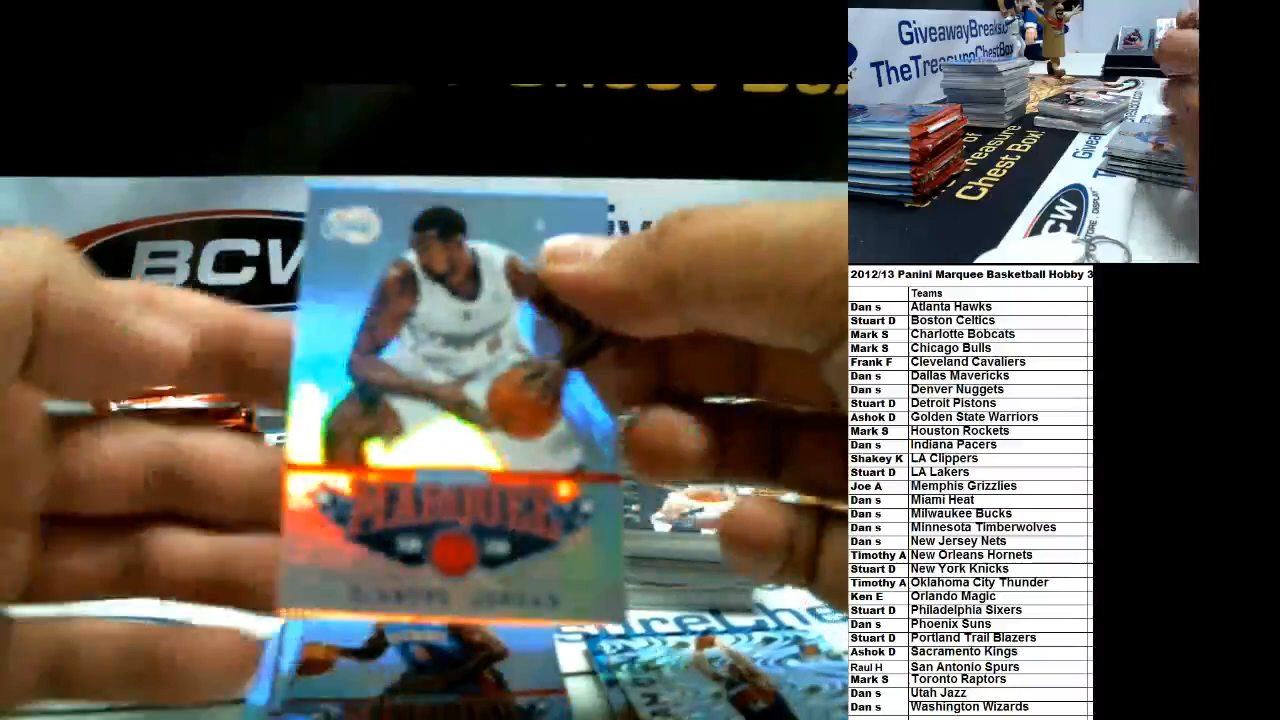 GiveawayBreaks.c
TheTreasureChestBox
Treasure
Chest Box!
BCW
BCW
MARQUEE
DEANDRE JORDAN
2012/13 Panini Marquee Basketball Hobby 3
Teams
Dan s Atlanta Hawks
Stuart D Boston Celtics
Mark S Charlotte Bobcats
Mark S Chicago Bulls
Frank F Cleveland Cavaliers
Dan s Dallas Mavericks
Dan s Denver Nuggets
Stuart D Detroit Pistons
Ashok D Golden State Warriors
Mark S Houston Rockets
Dan s Indiana Pacers
Shakey K LA Clippers
Stuart D LA Lakers
Joe A Memphis Grizzlies
Dan s Miami Heat
Dan s Milwaukee Bucks
Dan s Minnesota Timberwolves
Dan s New Jersey Nets
Timothy A New Orleans Hornets
Stuart D New York Knicks
Timothy A Oklahoma City Thunder
Ken E Orlando Magic
Stuart D Philadelphia Sixers
Dan s Phoenix Suns
Stuart D Portland Trail Blazers
Ashok D Sacramento Kings
Raul H San Antonio Spurs
Mark S Toronto Raptors
Dan s Utah Jazz
Dan s Washington Wizards